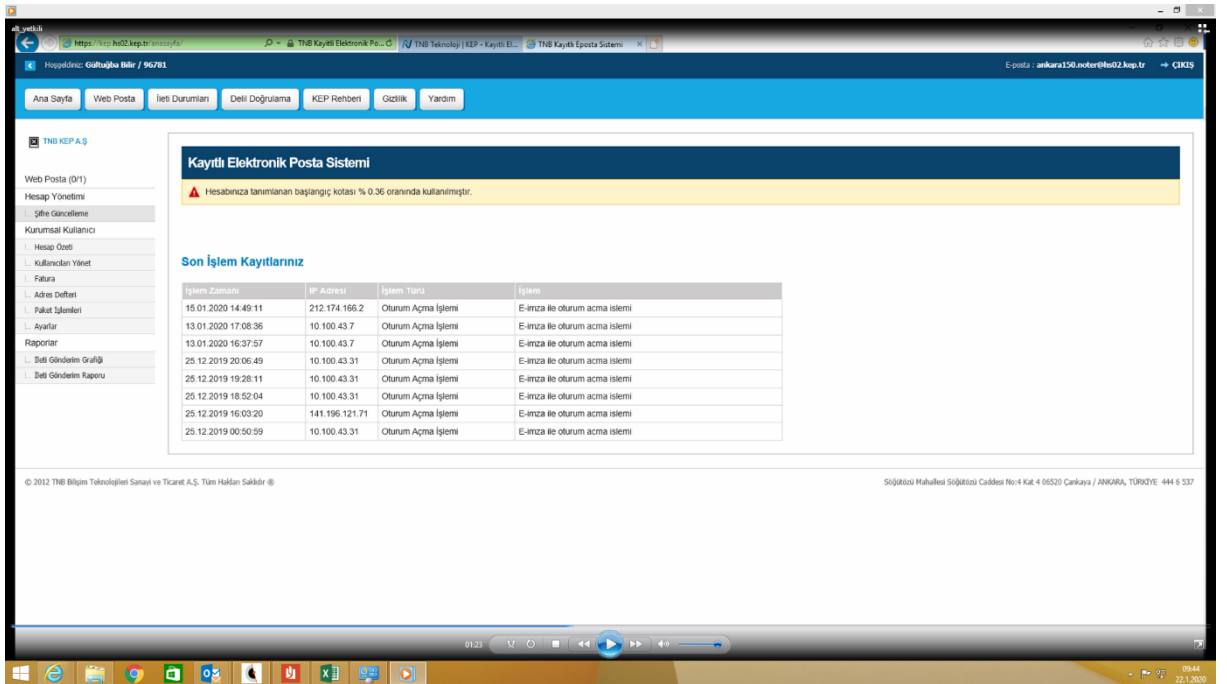 alt_yetkili
https://kep.hs02.kep.tr/anasayfa/
TNB Kayitli Elektronik Po...
TNB Teknoloji | KEP - Kayıtlı El...
TNB Kayıtlı Eposta Sistemi
Hoşgeldiniz: Gültuğba Bilir / 96781
E-posta : ankara150.noter@hs02.kep.tr
ÇIKIŞ
Ana Sayfa
Web Posta
İleti Durumları
Delil Doğrulama
KEP Rehberi
Gizlilik
Yardım
TNB KEP A.Ş
Web Posta (0/1)
Hesap Yönetimi
Şifre Güncelleme
Kurumsal Kullanıcı
Hesap Özeti
Kullanıcıları Yönet
Fatura
Adres Defteri
Paket İşlemleri
Ayarlar
Raporlar
İleti Gönderim Grafiği
İleti Gönderim Raporu
Kayıtlı Elektronik Posta Sistemi
Hesabınıza tanımlanan başlangıç kotası % 0.36 oranında kullanılmıştır.
Son İşlem Kayıtlarınız
İşlem Zamanı IP Adresi İşlem Türü İşlem
15.01.2020 14:49:11 212.174.166.2 Oturum Açma İşlemi E-imza ile oturum acma islemi
13.01.2020 17:08:36 10.100.43.7 Oturum Açma İşlemi E-imza ile oturum acma islemi
13.01.2020 16:37:57 10.100.43.7 Oturum Açma İşlemi E-imza ile oturum acma islemi
25.12.2019 20:06:49 10.100.43.31 Oturum Açma İşlemi E-imza ile oturum acma islemi
25.12.2019 19:28:11 10.100.43.31 Oturum Açma İşlemi E-imza ile oturum acma islemi
25.12.2019 18:52:04 10.100.43.31 Oturum Açma İşlemi E-imza ile oturum acma islemi
25.12.2019 16:03:20 141.196.121.71 Oturum Açma İşlemi E-imza ile oturum acma islemi
25.12.2019 00:50:59 10.100.43.31 Oturum Açma İşlemi E-imza ile oturum acma islemi
© 2012 TNB Bilişim Teknolojileri Sanayi ve Ticaret A.Ş. Tüm Hakları Saklıdır ®
Söğütözü Mahallesi Söğütözü Caddesi No:4 Kat 4 06520 Çankaya / ANKARA, TÜRKİYE 444 6 537
01:23
09:44
22.1.2020